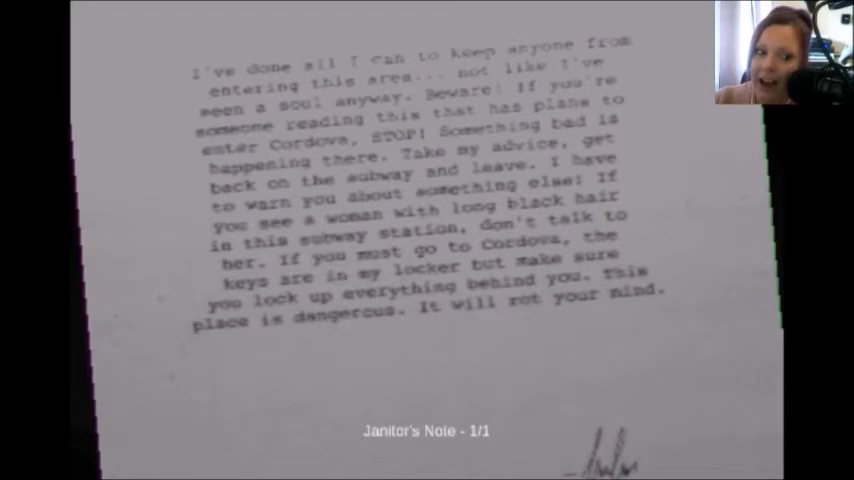 I've done all I can to keep anyone from
entering this area... not like I've
seen a soul anyway. Beware! If you're
someone reading this that has plans to
enter Cordova, STOP! Something bad is
happening there. Take my advice, get
back on the subway and leave. I have
to warn you about something else: If
you see a woman with long black hair
in this subway station, don't talk to
her. If you must go to Cordova, the
keys are in my locker but make sure
you lock up everything behind you. This
place is dangerous. It will rot your mind.
Janitor's Note - 1/1